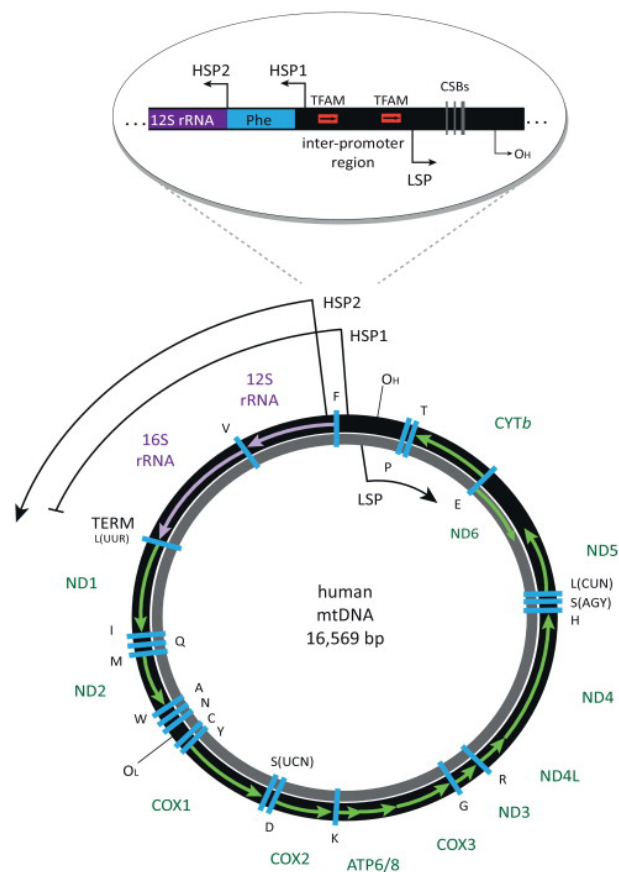 HSP2
HSP1
TFAM
TFAM
CSBs
...
12S rRNA
Phe
...
inter-promoter
region
LSP
OH
HSP2
HSP1
12S
rRNA
F
OH
T
CYTb
V
16S
rRNA
P
LSP
E
ND6
TERM
L(UUR)
ND5
ND1
human
mtDNA
16,569 bp
L(CUN)
S(AGY)
H
I
Q
M
ND2
A
N
C
Y
W
ND4
OL
S(UCN)
R
ND4L
COX1
D
G
ND3
K
COX3
COX2
ATP6/8